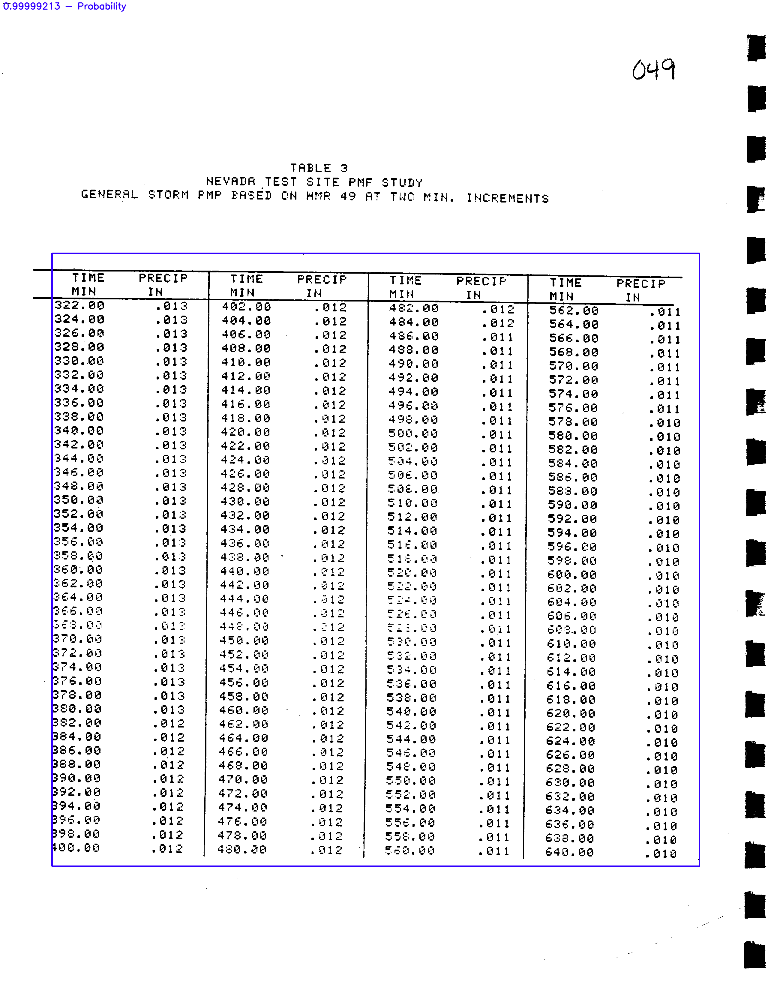 0.99999213 — Probability
049
TABLE 3
NEVADA TEST SITE PMF STUDY
GENERAL STORM PMP BASED ON HMR 49 AT TWO MIN. INCREMENTS
TIME PRECIP TIME PRECIP TIME PRECIP TIME PRECIP
MIN IN MIN IN MIN IN MIN IN
322.00 .013 402.00 .012 482.00 .012 562.00 .011
324.00 .013 404.00 .012 484.00 .012 564.00 .011
326.00 .013 406.00 .012 486.00 .011 566.00 .011
328.00 .013 408.00 .012 488.00 .011 568.00 .011
330.00 .013 410.00 .012 490.00 .011 570.00 .011
332.00 .013 412.00 .012 492.00 .011 572.00 .011
334.00 .013 414.00 .012 494.00 .011 574.00 .011
336.00 .013 416.00 .012 496.00 .011 576.00 .011
338.00 .013 418.00 .012 498.00 .011 578.00 .010
340.00 .013 420.00 .012 500.00 .011 580.00 .010
342.00 .013 422.00 .012 502.00 .011 582.00 .010
344.00 .013 424.00 .012 504.00 .011 584.00 .010
346.00 .013 426.00 .012 506.00 .011 586.00 .010
348.00 .013 428.00 .012 508.00 .011 588.00 .010
350.00 .013 430.00 .012 510.00 .011 590.00 .010
352.00 .013 432.00 .012 512.00 .011 592.00 .010
354.00 .013 434.00 .012 514.00 .011 594.00 .010
356.00 .013 436.00 .012 516.00 .011 596.00 .010
358.00 .013 438.00 .012 518.00 .011 598.00 .010
360.00 .013 440.00 .012 520.00 .011 600.00 .010
362.00 .013 442.00 .012 522.00 .011 602.00 .010
364.00 .013 444.00 .012 524.00 .011 604.00 .010
366.00 .013 446.00 .012 526.00 .011 606.00 .010
368.00 .013 448.00 .012 528.00 .011 608.00 .010
370.00 .013 450.00 .012 530.00 .011 610.00 .010
372.00 .013 452.00 .012 532.00 .011 612.00 .010
374.00 .013 454.00 .012 534.00 .011 614.00 .010
376.00 .013 456.00 .012 536.00 .011 616.00 .010
378.00 .013 458.00 .012 538.00 .011 618.00 .010
380.00 .013 460.00 .012 540.00 .011 620.00 .010
382.00 .012 462.00 .012 542.00 .011 622.00 .010
384.00 .012 464.00 .012 544.00 .011 624.00 .010
386.00 .012 466.00 .012 546.00 .011 626.00 .010
388.00 .012 468.00 .012 548.00 .011 628.00 .010
390.00 .012 470.00 .012 550.00 .011 630.00 .010
392.00 .012 472.00 .012 552.00 .011 632.00 .010
394.00 .012 474.00 .012 554.00 .011 634.00 .010
396.00 .012 476.00 .012 556.00 .011 636.00 .010
398.00 .012 478.00 .012 558.00 .011 638.00 .010
400.00 .012 480.00 .012 560.00 .011 640.00 .010